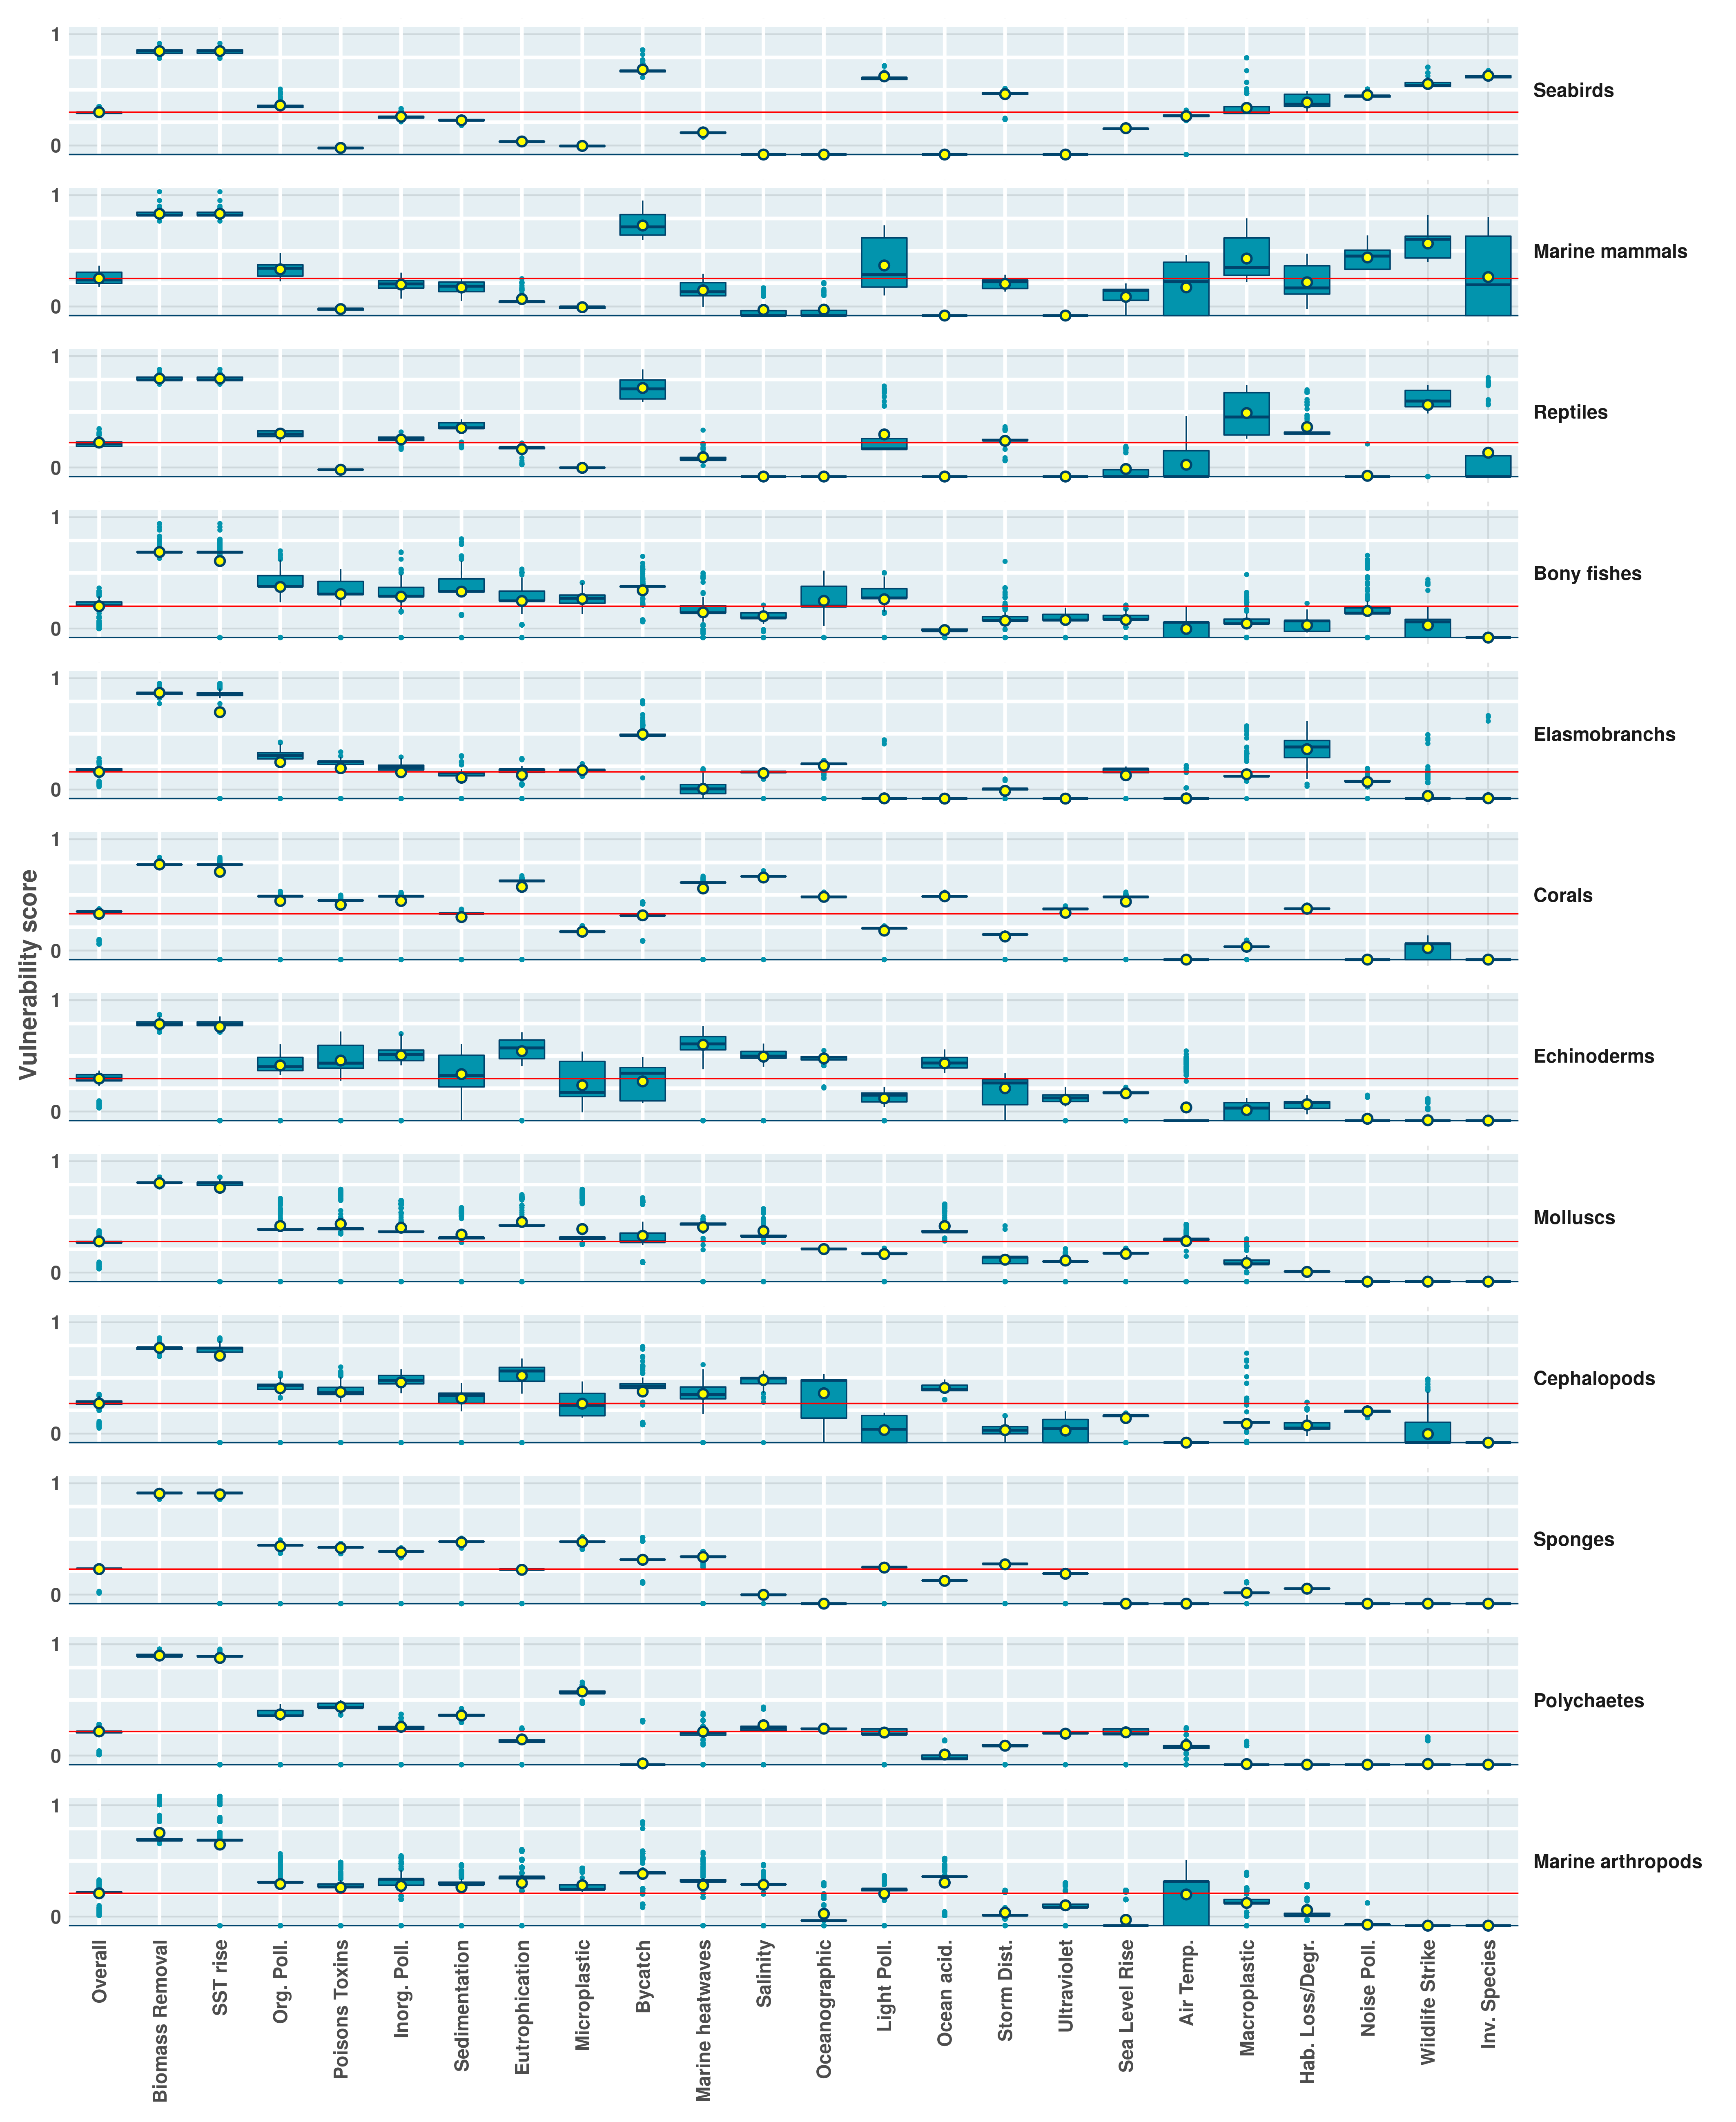 Vulnerability score
1
0
Seabirds
1
0
Marine mammals
1
0
Reptiles
1
0
Bony fishes
1
0
Elasmobranchs
1
0
Corals
1
0
Echinoderms
1
0
Molluscs
1
0
Cephalopods
1
0
Sponges
1
0
Polychaetes
1
0
Marine arthropods
Overall
Biomass Removal
SST rise
Org. Poll.
Poisons Toxins
Inorg. Poll.
Sedimentation
Eutrophication
Microplastic
Bycatch
Marine heatwaves
Salinity
Oceanographic
Light Poll.
Ocean acid.
Storm Dist.
Ultraviolet
Sea Level Rise
Air Temp.
Macroplastic
Hab. Loss/Degr.
Noise Poll.
Wildlife Strike
Inv. Species